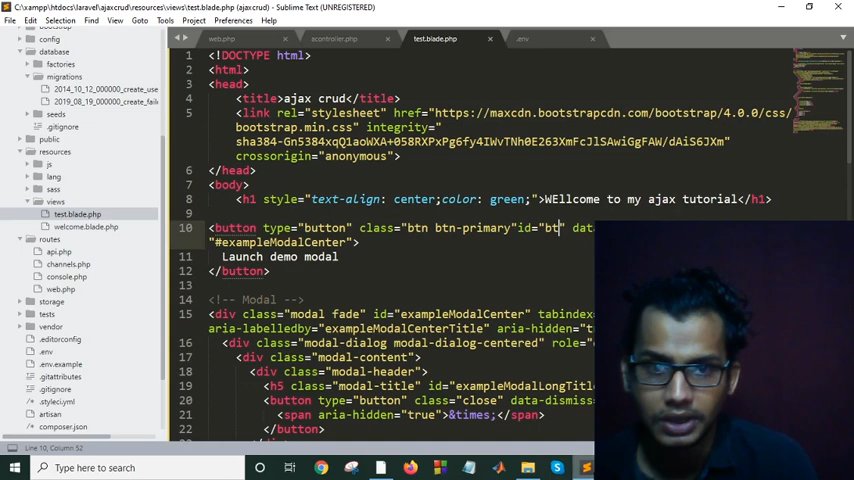 C:\xampp\htdocs\laravel\ajaxcrud\resources\views\test.blade.php (ajaxcrud) - Sublime Text (UNREGISTERED)
File Edit Selection Find View Goto Tools Project Preferences Help
web.php
acontroller.php
test.blade.php
.env
config
database
factories
migrations
2014_10_12_000000_create_use
2019_08_19_000000_create_faile
seeds
.gitignore
public
resources
js
lang
sass
views
test.blade.php
welcome.blade.php
routes
api.php
channels.php
console.php
web.php
storage
tests
vendor
.editorconfig
.env
.env.example
.gitattributes
.gitignore
.styleci.yml
artisan
composer.json
1 <!DOCTYPE html>
2 <html>
3 <head>
4 <title>ajax crud</title>
5 <link rel="stylesheet" href="https://maxcdn.bootstrapcdn.com/bootstrap/4.0.0/css/
bootstrap.min.css" integrity="
sha384-Gn5384xqQ1aoWXA+058RXPxPg6fy4IWvTNh0E263XmFcJlSAwiGgFAW/dAiS6JXm"
crossorigin="anonymous">
6 </head>
7 <body>
8 <h1 style="text-align: center;color: green;">WEllcome to my ajax tutorial</h1>
9
10 <button type="button" class="btn btn-primary"id="bt" data
"#exampleModalCenter">
11 Launch demo modal
12 </button>
13
14 <!-- Modal -->
15 <div class="modal fade" id="exampleModalCenter" tabindex=
aria-labelledby="exampleModalCenterTitle" aria-hidden="t
16 <div class="modal-dialog modal-dialog-centered" role="
17 <div class="modal-content">
18 <div class="modal-header">
19 <h5 class="modal-title" id="exampleModalLongTitl
20 <button type="button" class="close" data-dismiss
21 <span aria-hidden="true">&times;</span>
22 </button>
Line 10, Column 52
Type here to search